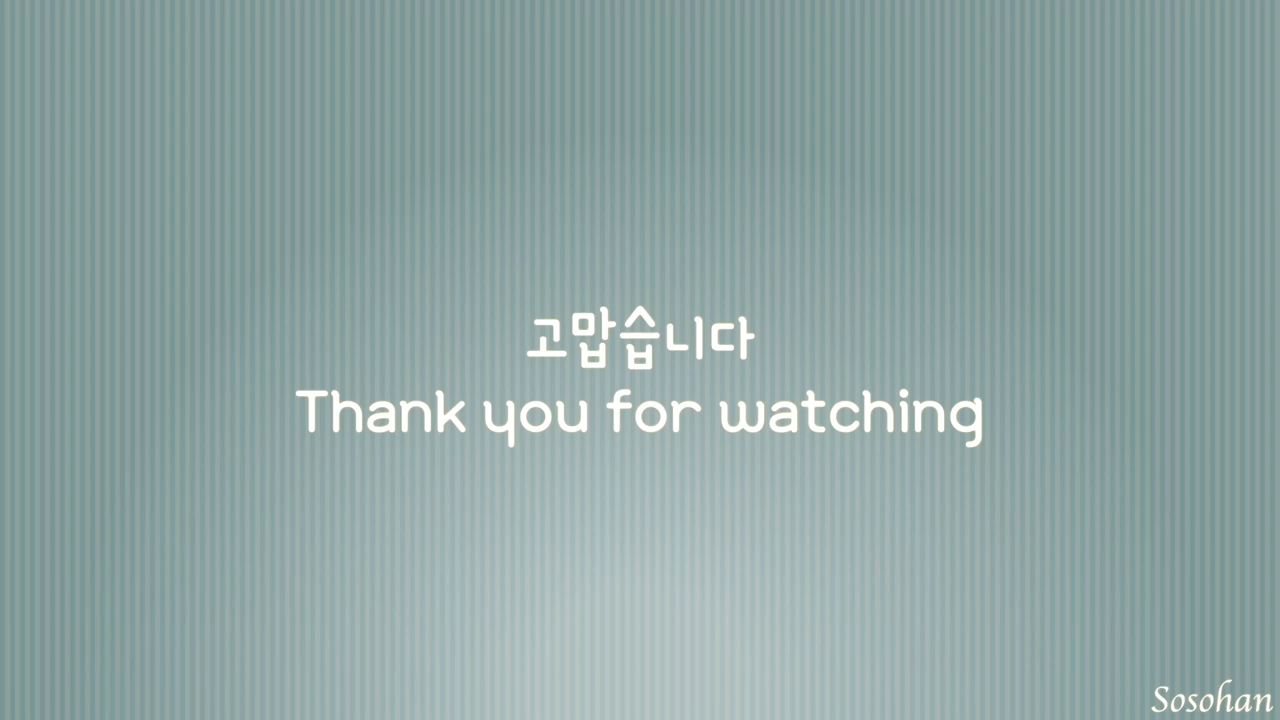 고맙습니다
Thank you for watching
Sosohan